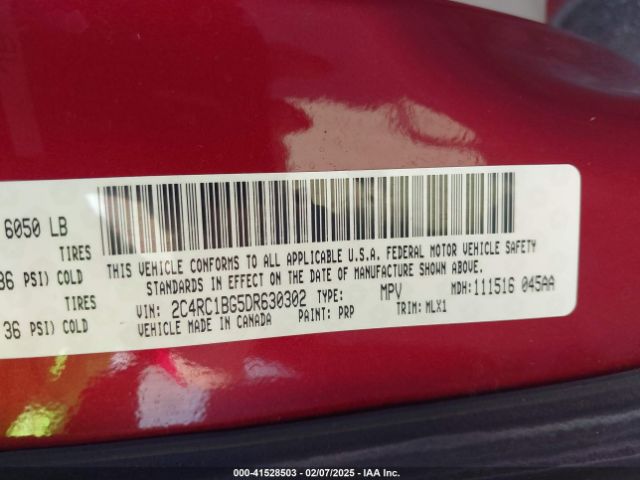 6050 LB
TIRES
36 PSI) COLD
TIRES
36 PSI) COLD
THIS VEHICLE CONFORMS TO ALL APPLICABLE U.S.A. FEDERAL MOTOR VEHICLE SAFETY
STANDARDS IN EFFECT ON THE DATE OF MANUFACTURE SHOWN ABOVE.
VIN: 2C4RC1BG5DR630302 TYPE: MPV MDH: 111516 045AA
VEHICLE MADE IN CANADA PAINT: PRP TRIM: MLX1
000-41528503 — 02/07/2025 — IAA Inc.